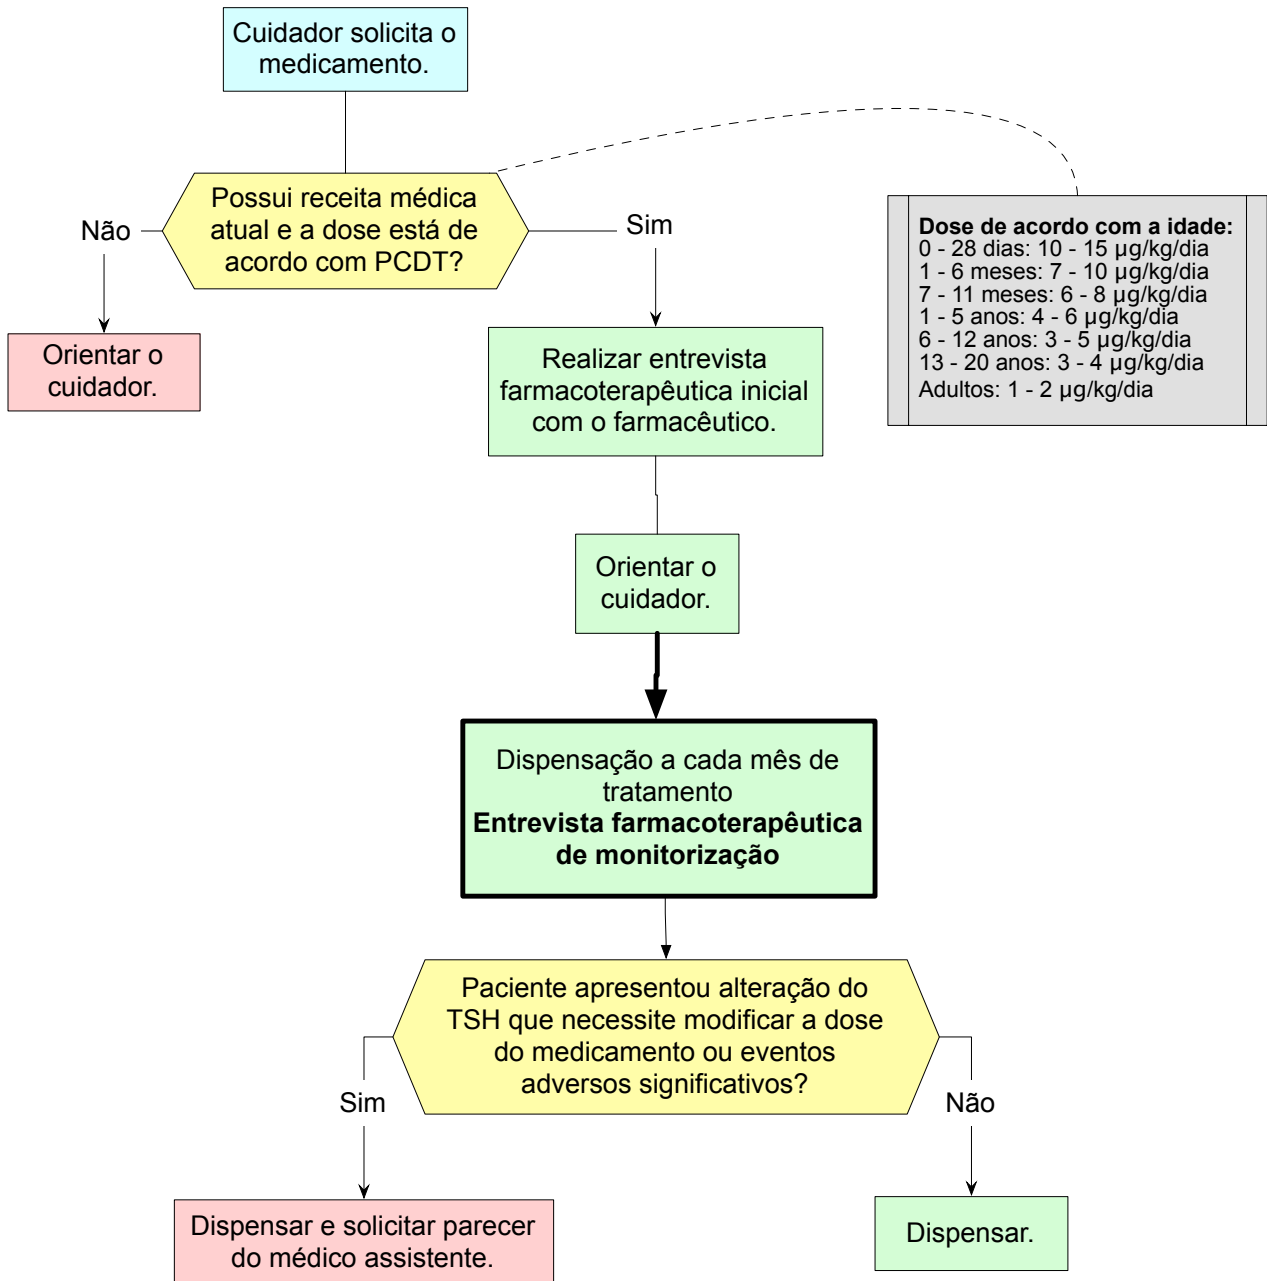 Cuidador solicita o
medicamento.
Possui receita médica
atual e a dose está de
acordo com PCDT?
Não
Sim
Dose de acordo com a idade:
0 - 28 dias: 10 - 15 µg/kg/dia
1 - 6 meses: 7 - 10 µg/kg/dia
7 - 11 meses: 6 - 8 µg/kg/dia
1 - 5 anos: 4 - 6 µg/kg/dia
6 - 12 anos: 3 - 5 µg/kg/dia
13 - 20 anos: 3 - 4 µg/kg/dia
Adultos: 1 - 2 µg/kg/dia
Orientar o
cuidador.
Realizar entrevista
farmacoterapêutica inicial
com o farmacêutico.
Orientar o
cuidador.
Dispensação a cada mês de
tratamento
Entrevista farmacoterapêutica
de monitorização
Paciente apresentou alteração do
TSH que necessite modificar a dose
do medicamento ou eventos
adversos significativos?
Sim
Não
Dispensar e solicitar parecer
do médico assistente.
Dispensar.